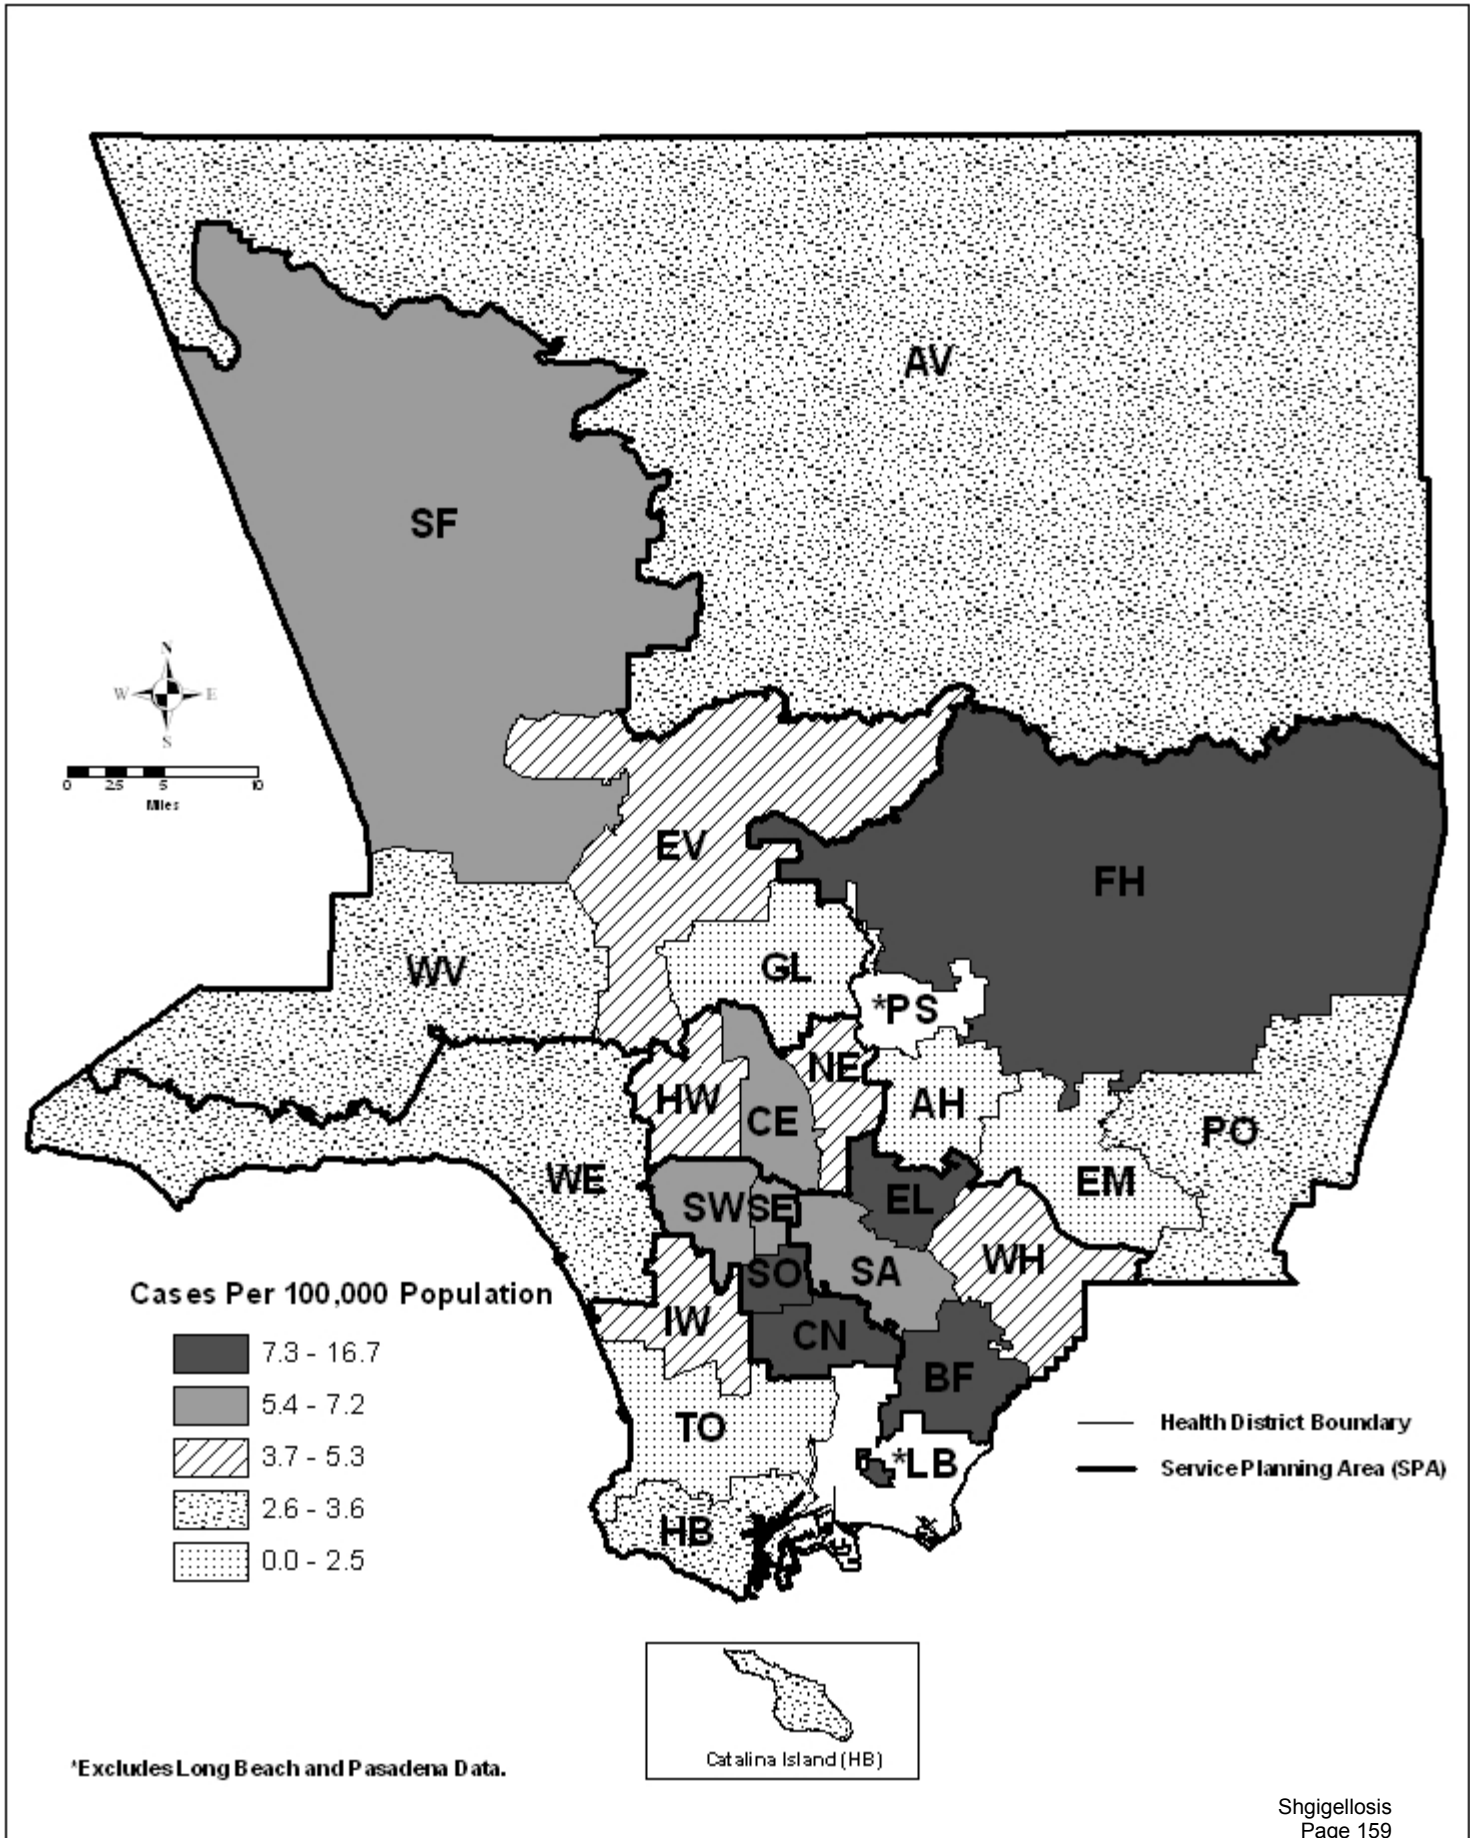 AV
SF
N
W E
S
0 2.5 5 10
Miles
EV
FH
WV
GL
*PS
NE
HW
AH
CE
PO
WE
EM
SW
SE
EL
WH
SO
SA
IW
CN
BF
TO
*LB
HB
Cases Per 100,000 Population
7.3 - 16.7
5.4 - 7.2
3.7 - 5.3
2.6 - 3.6
0.0 - 2.5
Health District Boundary
Service Planning Area (SPA)
Catalina Island (HB)
*Excludes Long Beach and Pasadena Data.
Shgigellosis
Page 159